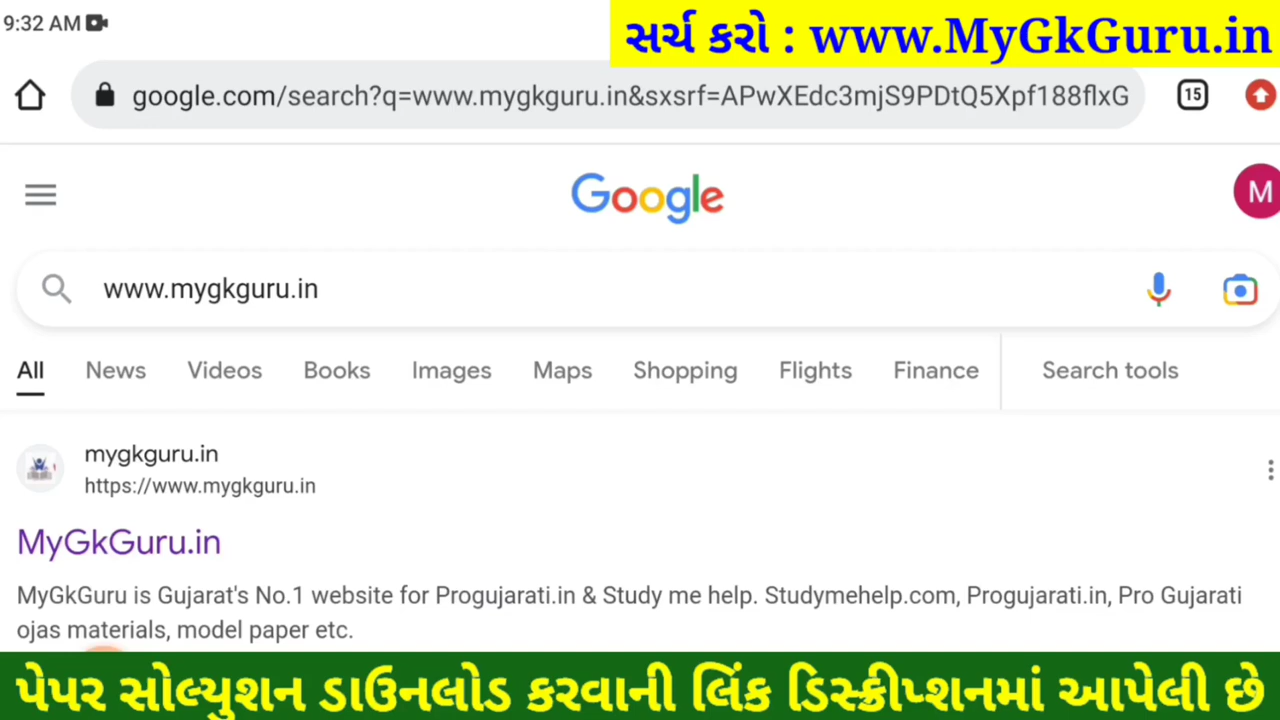 9:32 AM
સર્ચ કરો : www.MyGkGuru.in
google.com/search?q=www.mygkguru.in&sxsrf=APwXEdc3mjS9PDtQ5Xpf188flxG
15
Google
M
www.mygkguru.in
All News Videos Books Images Maps Shopping Flights Finance Search tools
mygkguru.in
https://www.mygkguru.in
MyGkGuru.in
MyGkGuru is Gujarat's No.1 website for Progujarati.in & Study me help. Studymehelp.com, Progujarati.in, Pro Gujarati
ojas materials, model paper etc.
પેપર સોલ્યુશન ડાઉનલોડ કરવાની લિંક ડિસ્ક્રીપ્શનમાં આપેલી છે